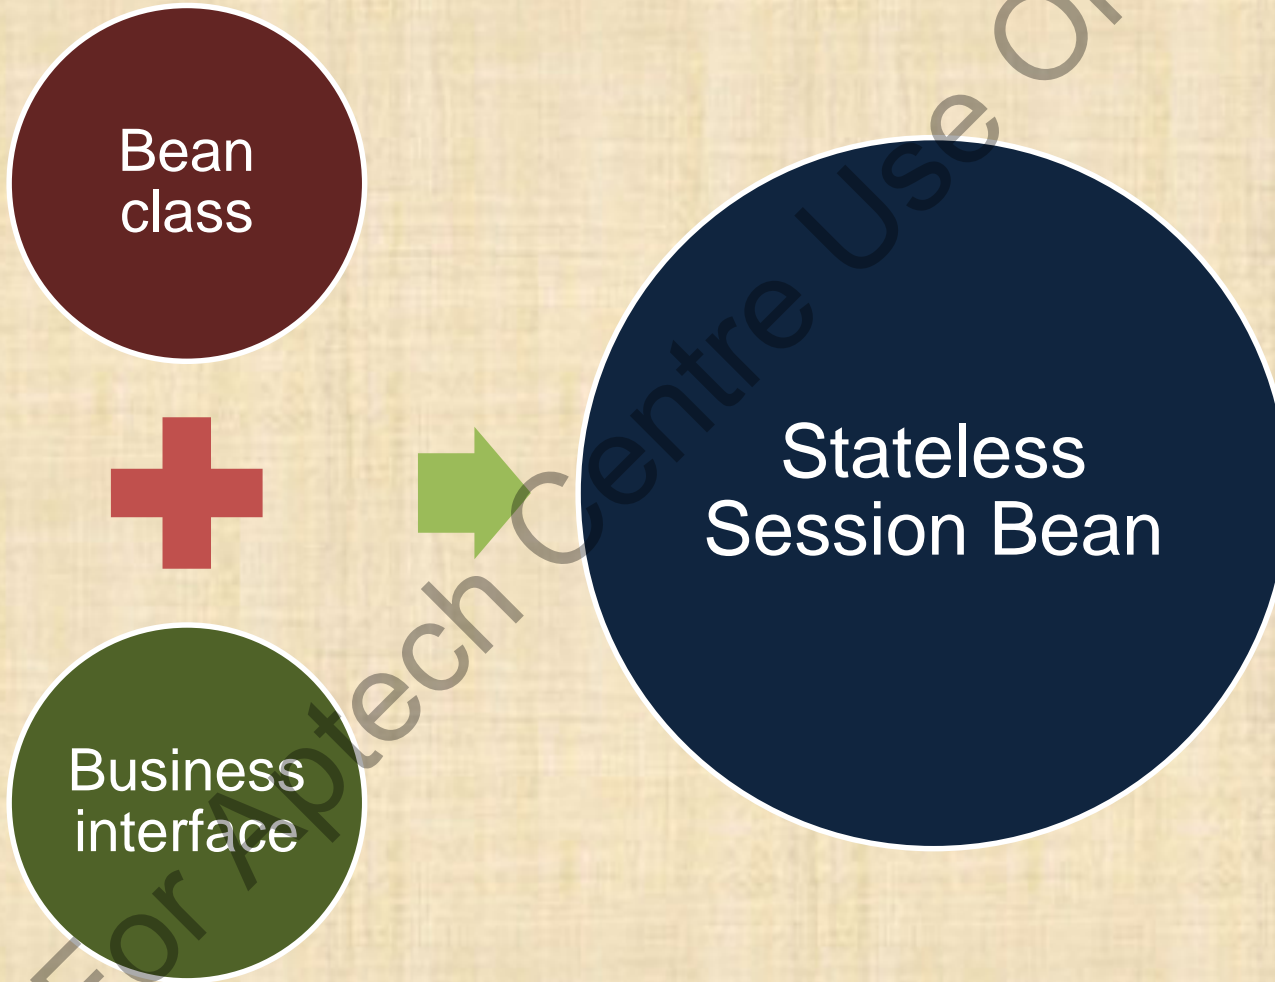 Bean
class
Business
interface
Stateless
Session Bean
For Aptech Centre Use